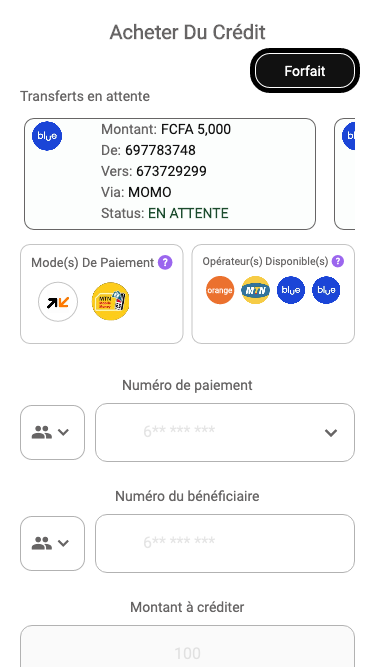 Acheter Du Crédit
Forfait
Transferts en attente
blue
Montant: FCFA 5,000
De: 697783748
Vers: 673729299
Via: MOMO
Status: EN ATTENTE
Mode(s) De Paiement ?
Opérateur(s) Disponible(s) ?
MTN
orange MTN blue blue
Numéro de paiement
6** *** ***
Numéro du bénéficiaire
6** *** ***
Montant à créditer
100